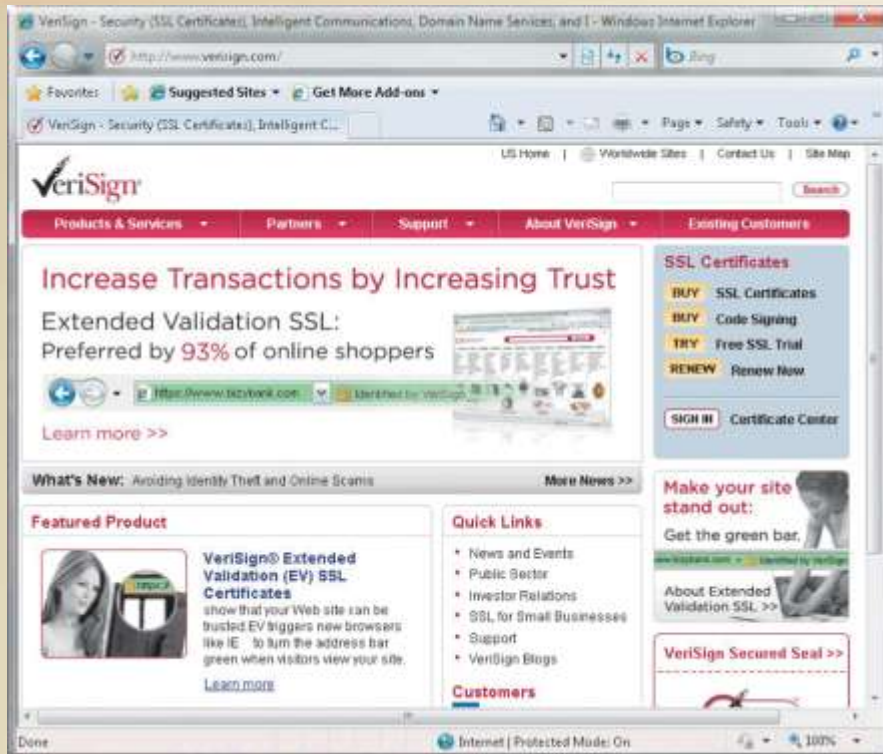 VeriSign - Security (SSL Certificate), Intelligent Communications, Domain Name Services, and I - Windows Internet Explorer
http://www.verisign.com/
Bing
Favorites Suggested Sites Get More Add-ons
VeriSign - Security (SSL Certificate), Intelligent C...
Page Safety Tools
US Home | Worldwide Sites | Contact Us | Site Map
VeriSign
Search
Products & Services Partners Support About VeriSign Existing Customers
Increase Transactions by Increasing Trust
Extended Validation SSL:
Preferred by 93% of online shoppers
Identified by VeriSign
Learn more >>
SSL Certificates
BUY SSL Certificates
BUY Code Signing
TRY Free SSL Trial
RENEW Renew Now
SIGN IN Certificate Center
What's New: Avoiding Identity Theft and Online Scams More News >>
Featured Product
VeriSign® Extended
Validation (EV) SSL
Certificates
show that your Web site can be
trusted.EV triggers new browsers
like IE to turn the address bar
green when visitors view your site.
Learn more
Quick Links
News and Events
Public Sector
Investor Relations
SSL for Small Businesses
Support
VeriSign Blogs
Customers
Make your site
stand out:
Get the green bar.
Identified by VeriSign
About Extended
Validation SSL >>
VeriSign Secured Seal >>
Done
Internet | Protected Mode: On
100%